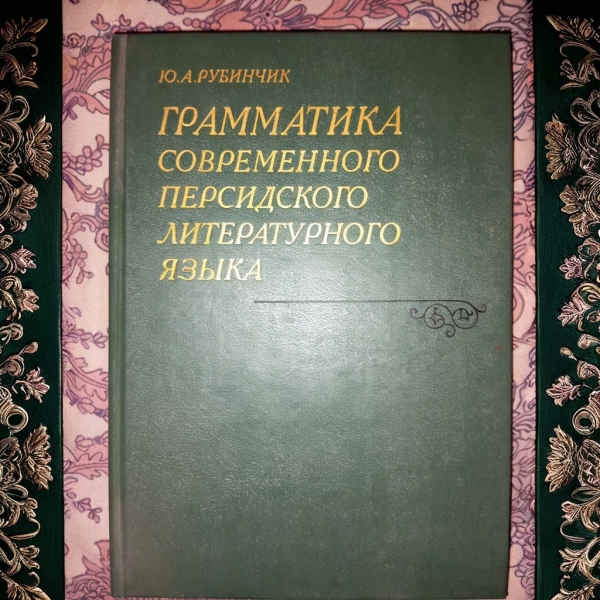 Ю.А.РУБИНЧИК
ГРАММАТИКА
СОВРЕМЕННОГО
ПЕРСИДСКОГО
ЛИТЕРАТУРНОГО
ЯЗЫКА